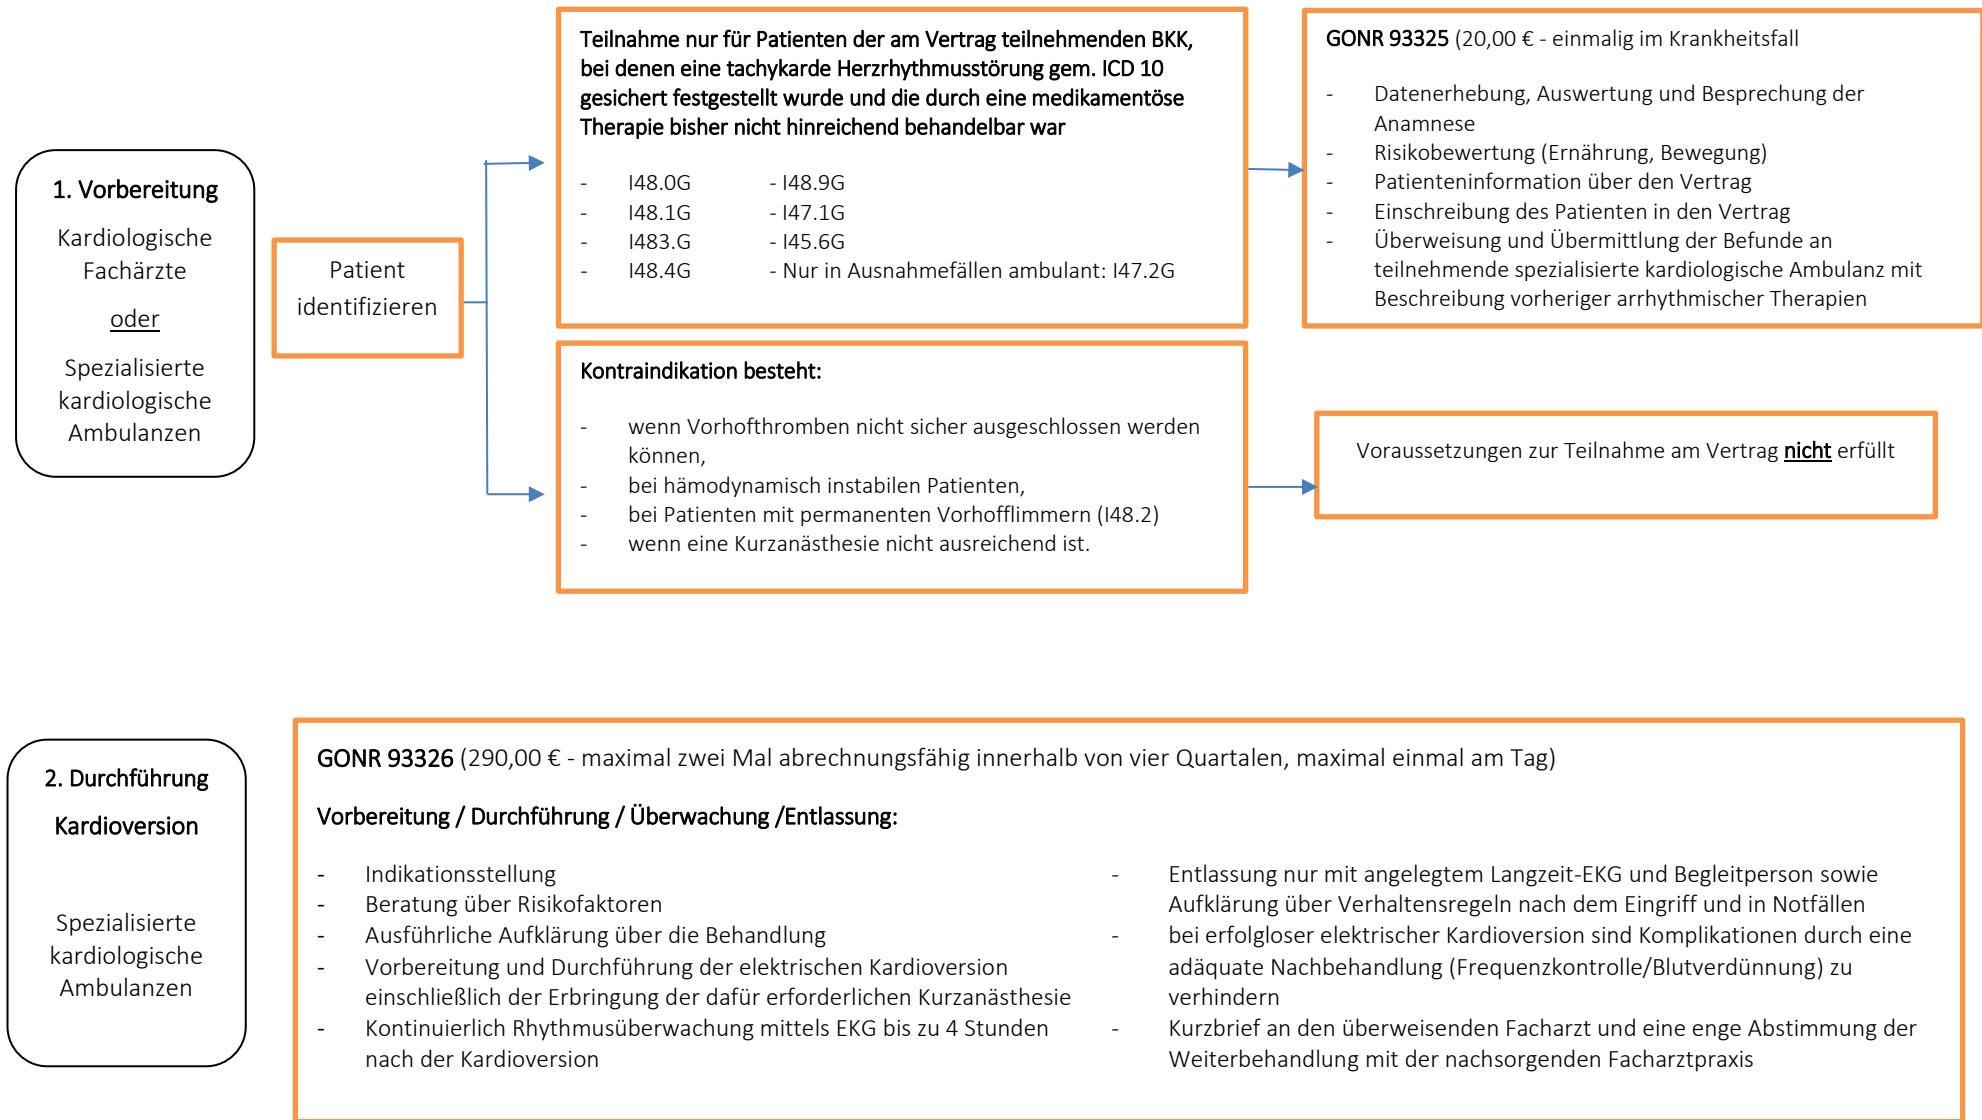 1. Vorbereitung
Kardiologische
Fachärzte
oder
Spezialisierte
kardiologische
Ambulanzen
Patient
identifizieren
Teilnahme nur für Patienten der am Vertrag teilnehmenden BKK,
bei denen eine tachykarde Herzrhythmusstörung gem. ICD 10
gesichert festgestellt wurde und die durch eine medikamentöse
Therapie bisher nicht hinreichend behandelbar war
- I48.0G - I48.9G
- I48.1G - I47.1G
- I483.G - I45.6G
- I48.4G - Nur in Ausnahmefällen ambulant: I47.2G
GONR 93325 (20,00 € - einmalig im Krankheitsfall
- Datenerhebung, Auswertung und Besprechung der
Anamnese
- Risikobewertung (Ernährung, Bewegung)
- Patienteninformation über den Vertrag
- Einschreibung des Patienten in den Vertrag
- Überweisung und Übermittlung der Befunde an
teilnehmende spezialisierte kardiologische Ambulanz mit
Beschreibung vorheriger arrhythmischer Therapien
Kontraindikation besteht:
- wenn Vorhofthromben nicht sicher ausgeschlossen werden
können,
- bei hämodynamisch instabilen Patienten,
- bei Patienten mit permanenten Vorhofflimmern (I48.2)
- wenn eine Kurzanästhesie nicht ausreichend ist.
Voraussetzungen zur Teilnahme am Vertrag nicht erfüllt
2. Durchführung
Kardioversion
Spezialisierte
kardiologische
Ambulanzen
GONR 93326 (290,00 € - maximal zwei Mal abrechnungsfähig innerhalb von vier Quartalen, maximal einmal am Tag)
Vorbereitung / Durchführung / Überwachung /Entlassung:
- Indikationsstellung
- Beratung über Risikofaktoren
- Ausführliche Aufklärung über die Behandlung
- Vorbereitung und Durchführung der elektrischen Kardioversion
einschließlich der Erbringung der dafür erforderlichen Kurzanästhesie
- Kontinuierlich Rhythmusüberwachung mittels EKG bis zu 4 Stunden
nach der Kardioversion
- Entlassung nur mit angelegtem Langzeit-EKG und Begleitperson sowie
Aufklärung über Verhaltensregeln nach dem Eingriff und in Notfällen
- bei erfolgloser elektrischer Kardioversion sind Komplikationen durch eine
adäquate Nachbehandlung (Frequenzkontrolle/Blutverdünnung) zu
verhindern
- Kurzbrief an den überweisenden Facharzt und eine enge Abstimmung der
Weiterbehandlung mit der nachsorgenden Facharztpraxis